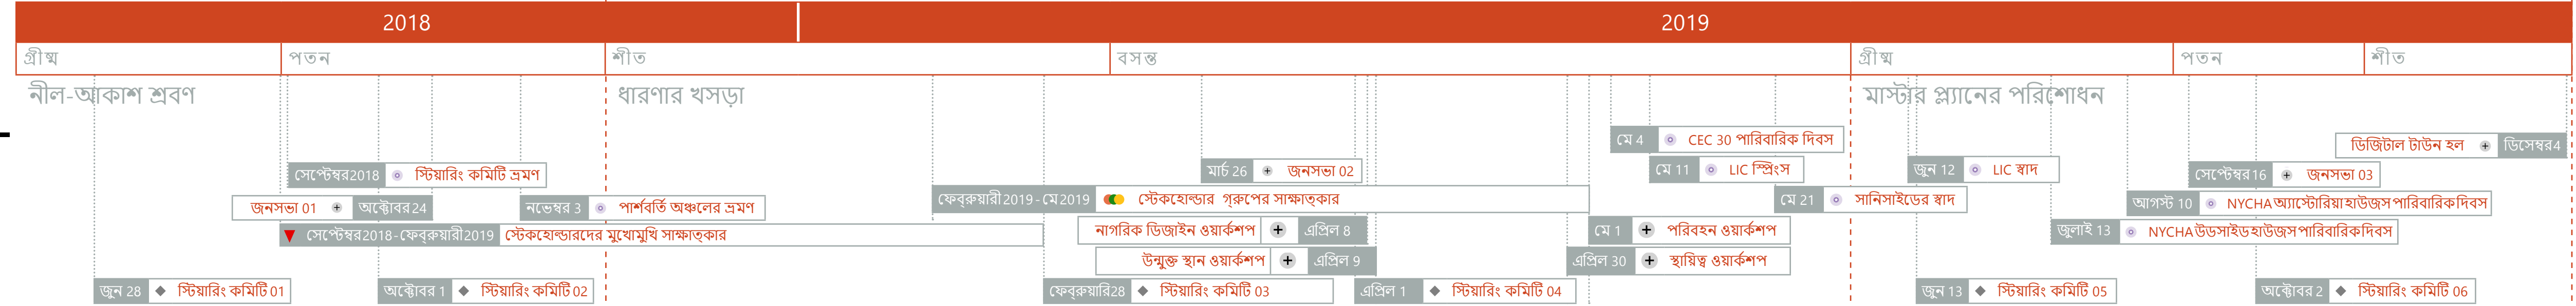 2018 2019
গ্রীষ্ম পতন শীত বসন্ত গ্রীষ্ম পতন শীত
নীল-আকাশ শ্রবণ ধারণার খসড়া মাস্টার প্ল্যানের পরিশোধন
মে 4 CEC 30 পারিবারিক দিবস
ডিজিটাল টাউন হল ডিসেম্বর4
সেপ্টেম্বর2018 স্টিয়ারিং কমিটি ভ্রমণ
মার্চ 26 জনসভা 02
মে 11 LIC স্প্রিংস
জুন 12 LIC স্বাদ
সেপ্টেম্বর16 জনসভা 03
জনসভা 01 অক্টোবর24
নভেম্বর 3 পার্শবর্তি অঞ্চলের ভ্রমণ
ফেব্রুয়ারী2019 - মে2019 স্টেকহোল্ডার গ্রুপের সাক্ষাত্কার
মে 21 সানিসাইডের স্বাদ
আগস্ট 10 NYCHA অ্যাস্টোরিয়া হাউজস পারিবারিক দিবস
সেপ্টেম্বর2018-ফেব্রুয়ারী2019 স্টেকহোল্ডারদের মুখোমুখি সাক্ষাত্কার
নাগরিক ডিজাইন ওয়ার্কশপ এপ্রিল 8
মে 1 পরিবহন ওয়ার্কশপ
জুলাই 13 NYCHA উডসাইড হাউজস পারিবারিক দিবস
উন্মুক্ত স্থান ওয়ার্কশপ এপ্রিল 9
এপ্রিল 30 স্থায়িত্ব ওয়ার্কশপ
জুন 28 স্টিয়ারিং কমিটি 01
অক্টোবর 1 স্টিয়ারিং কমিটি 02
ফেব্রুয়ারি28 স্টিয়ারিং কমিটি 03
এপ্রিল 1 স্টিয়ারিং কমিটি 04
জুন 13 স্টিয়ারিং কমিটি 05
অক্টোবর 2 স্টিয়ারিং কমিটি 06